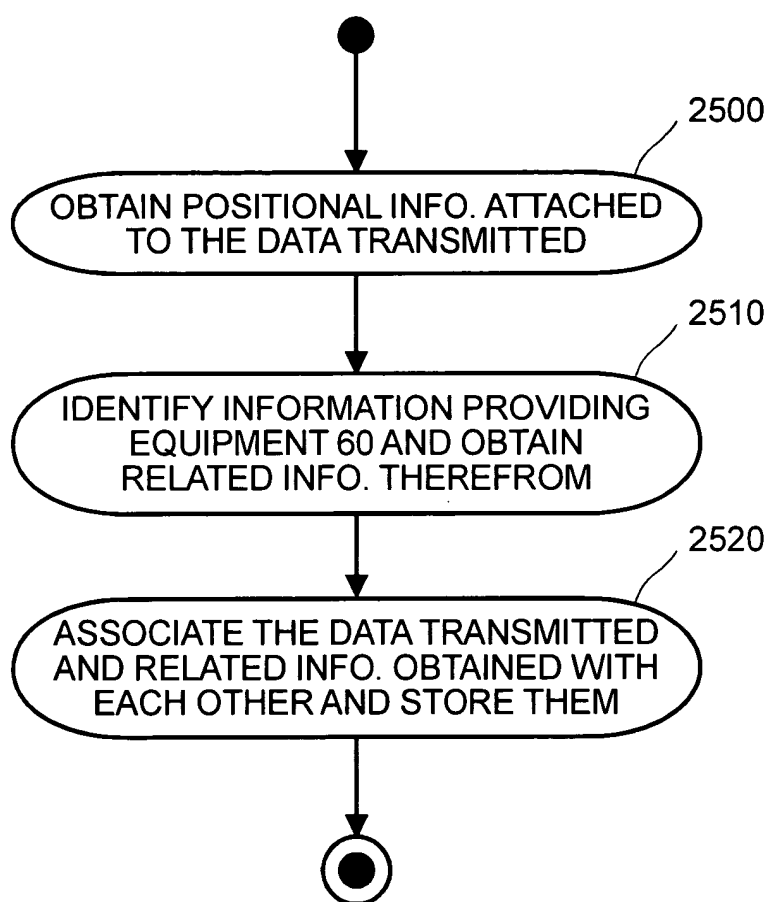 2500
OBTAIN POSITIONAL INFO. ATTACHED
TO THE DATA TRANSMITTED
2510
IDENTIFY INFORMATION PROVIDING
EQUIPMENT 60 AND OBTAIN
RELATED INFO. THEREFROM
2520
ASSOCIATE THE DATA TRANSMITTED
AND RELATED INFO. OBTAINED WITH
EACH OTHER AND STORE THEM